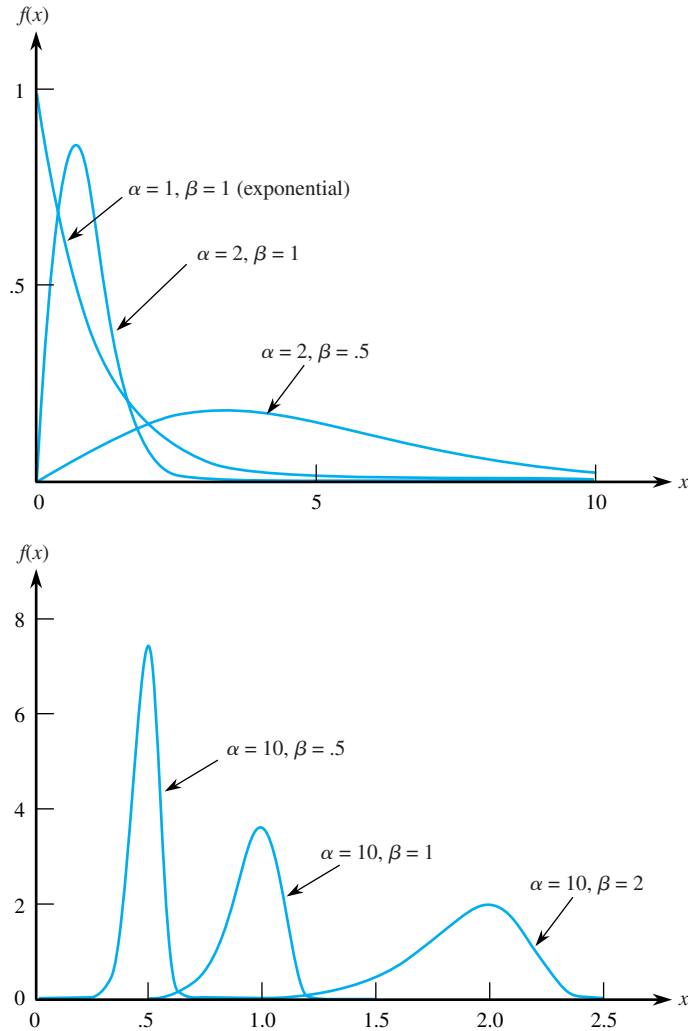 f(x)
1
α = 1, β = 1 (exponential)
α = 2, β = 1
.5
α = 2, β = .5
0
5
10
x
f(x)
8
6
α = 10, β = .5
4
α = 10, β = 1
α = 10, β = 2
2
0
x
0
.5
1.0
1.5
2.0
2.5